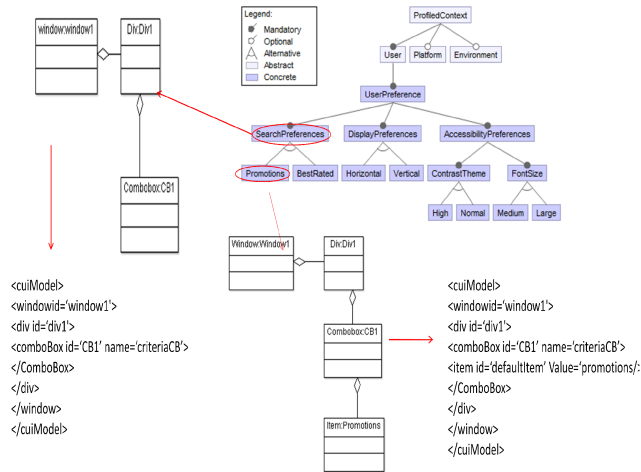 window:window1
Div:Div1
Combobox:CB1
Legend:
Mandatory
Optional
Alternative
Abstract
Concrete
ProfiledContext
User Platform Environment
UserPreference
SearchPreferences DisplayPreferences AccessibilityPreferences
Promotions BestRated Horizontal Vertical ContrastTheme FontSize
High Normal Medium Large
Window:Window1
Div:Div1
Combobox:CB1
Item:Promotions
<cuiModel>
<windowid=‘window1'>
<div id=‘div1'>
<comboBox id=‘CB1’ name=‘criteriaCB’>
</ComboBox>
</div>
</window>
</cuiModel>
<cuiModel>
<windowid=‘window1'>
<div id=‘div1'>
<comboBox id=‘CB1’ name=‘criteriaCB’>
<item id=‘defaultItem’ Value=‘promotions/:
</ComboBox>
</div>
</window>
</cuiModel>